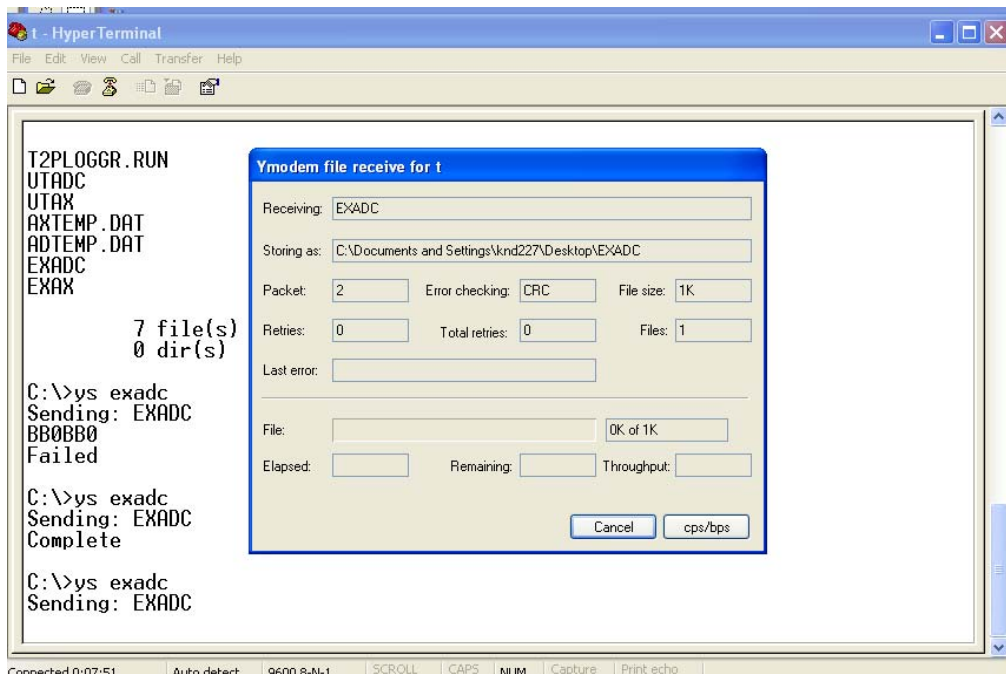 t - HyperTerminal
File Edit View Call Transfer Help
T2PLOGGR.RUN
UTADC
UTAX
AXTEMP.DAT
ADTEMP.DAT
EXADC
EXAX
7 file(s)
0 dir(s)
C:\>ys exadc
Sending: EXADC
BB0BB0
Failed
C:\>ys exadc
Sending: EXADC
Complete
C:\>ys exadc
Sending: EXADC
Ymodem file receive for t
Receiving: EXADC
Storing as: C:\Documents and Settings\knd227\Desktop\EXADC
Packet: 2 Error checking: CRC File size: 1K
Retries: 0 Total retries: 0 Files: 1
Last error:
File: 0K of 1K
Elapsed: Remaining: Throughput:
Cancel cps/bps
Connected 0:07:51 Auto detect 9600 8-N-1 SCROLL CAPS NUM Capture Print echo